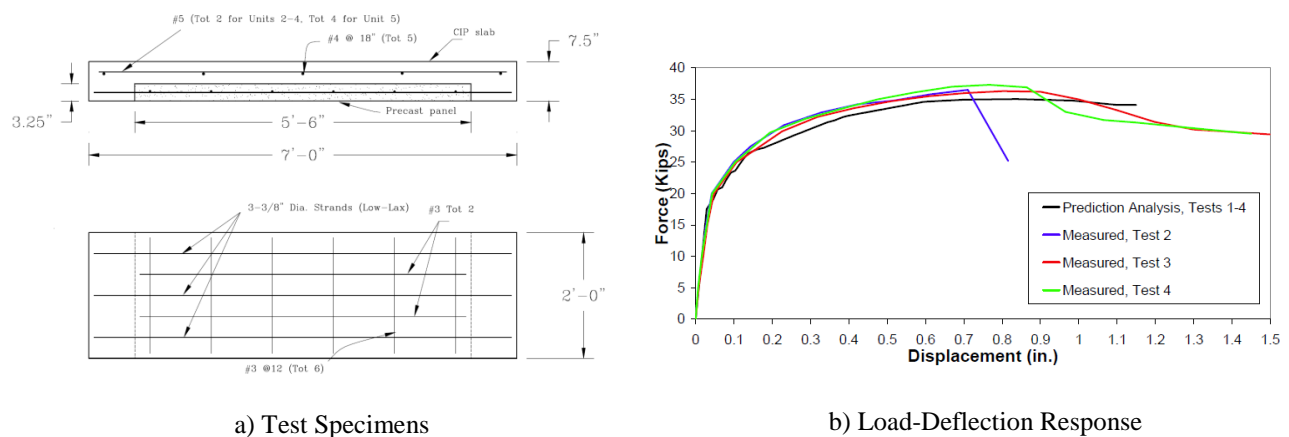 #5 (Tot 2 for Units 2-4, Tot 4 for Unit 5)
#4 @ 18" (Tot 5)
CIP slab
7.5"
3.25"
Precast panel
5'-6"
7'-0"
3-3/8" Dia. Strands (Low-Lax)
#3 Tot 2
2'-0"
#3 @12 (Tot 6)
a) Test Specimens
Force (Kips)
40
35
30
25
20
15
10
5
0
Prediction Analysis, Tests 1-4
Measured, Test 2
Measured, Test 3
Measured, Test 4
0 0.1 0.2 0.3 0.4 0.5 0.6 0.7 0.8 0.9 1 1.1 1.2 1.3 1.4 1.5
Displacement (in.)
b) Load-Deflection Response